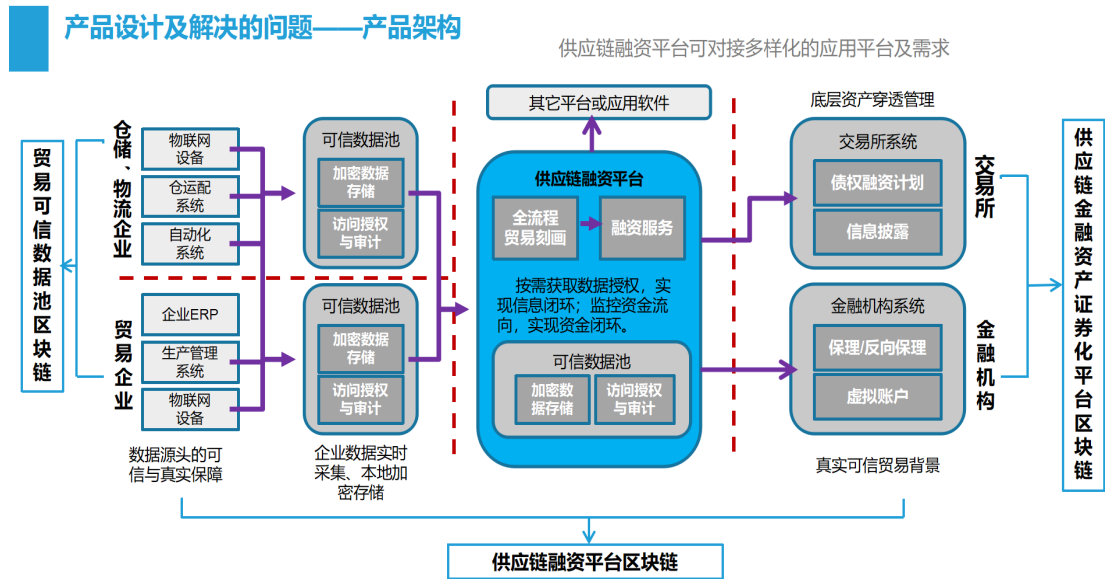 产品设计及解决的问题——产品架构
供应链融资平台可对接多样化的应用平台及需求
贸易可信数据池区块链
仓储、物流企业
物联网
设备
仓运配
系统
自动化
系统
贸易企业
企业ERP
生产管理
系统
物联网
设备
数据源头的可
信与真实保障
可信数据池
加密数据
存储
访问授权
与审计
可信数据池
加密数据
存储
访问授权
与审计
企业数据实时
采集、本地加
密存储
其它平台或应用软件
供应链融资平台
全流程
贸易刻画
融资服务
按需获取数据授权，实
现信息闭环；监控资金流
向，实现资金闭环。
可信数据池
加密数
据存储
访问授
权与审计
底层资产穿透管理
交易所系统
债权融资计划
信息披露
交易所
金融机构系统
保理/反向保理
虚拟账户
金融机构
真实可信贸易背景
供应链金融资产证券化平台区块链
供应链融资平台区块链